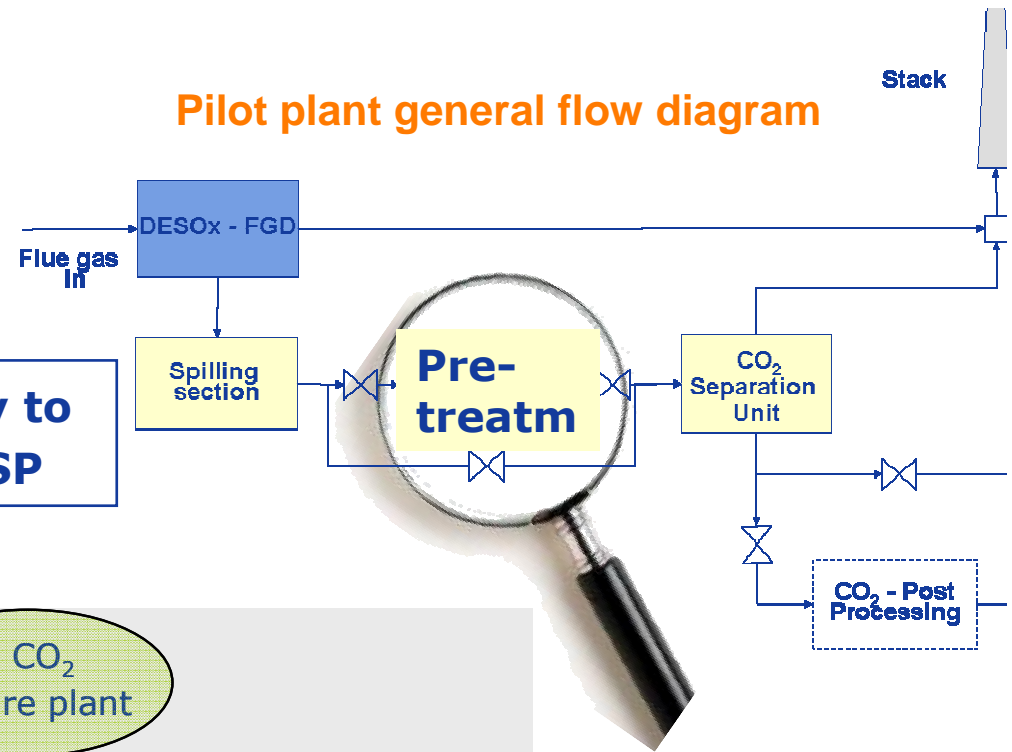 Stack
Pilot plant general flow diagram
DESOx - FGD
Flue gas
In
Spilling
section
Pre-
treatm
CO₂
Separation
Unit
to
SP
CO₂ - Post
Processing
CO₂
re plant